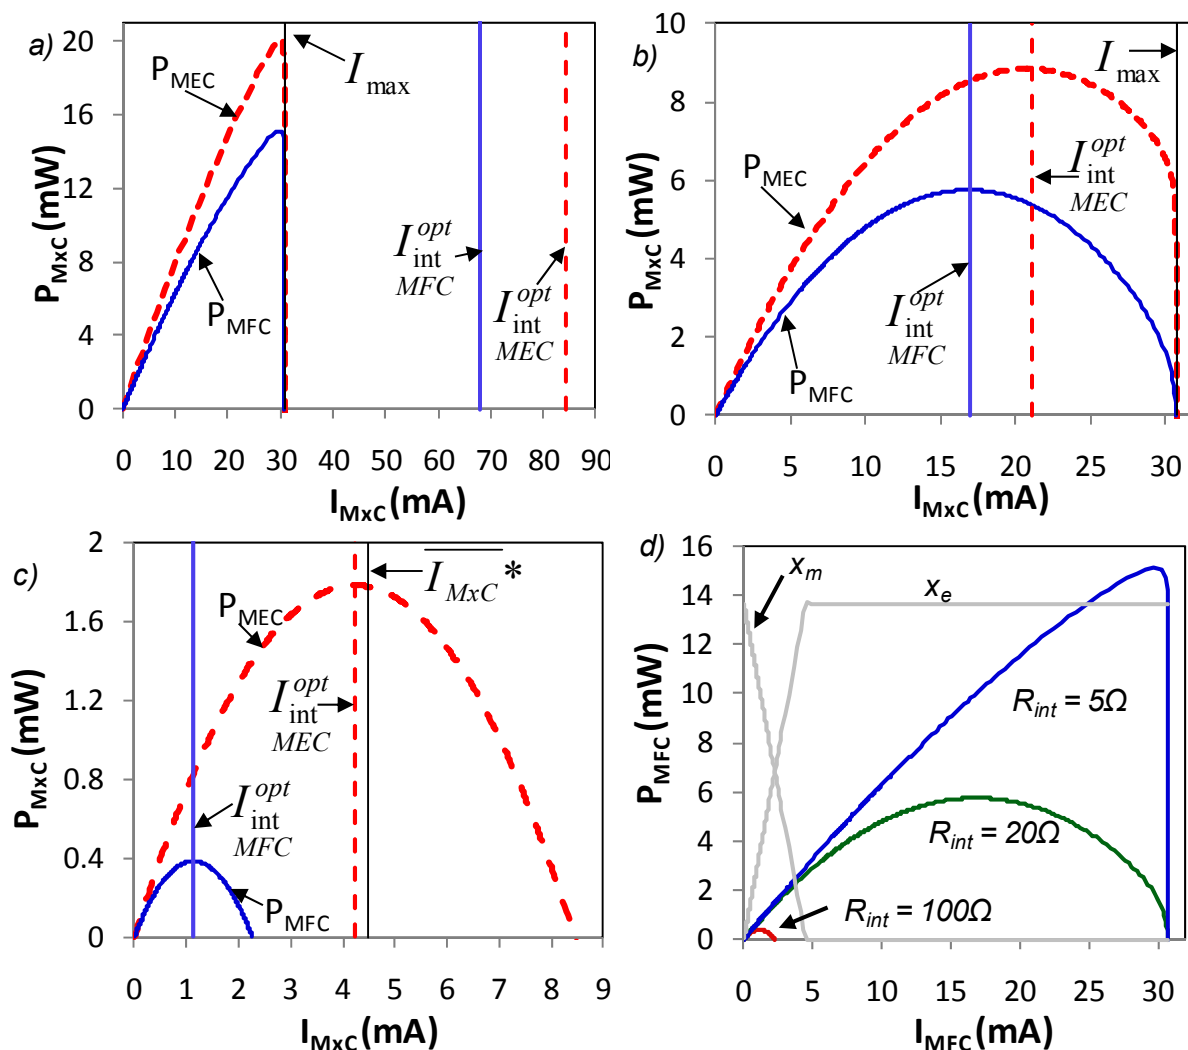 a)
P_MxC (mW)
20
16
12
8
4
0
P_MEC
I_max
I_int^opt MFC
I_int^opt MEC
P_MFC
0 10 20 30 40 50 60 70 80 90
I_MxC (mA)
b)
P_MxC (mW)
10
8
6
4
2
0
I_max
P_MEC
I_int^opt MEC
I_int^opt MFC
P_MFC
0 5 10 15 20 25 30
I_MxC (mA)
c)
P_MxC (mW)
2
1.6
1.2
0.8
0.4
0
I_MxC*
P_MEC
I_int^opt MEC
I_int^opt MFC
P_MFC
0 1 2 3 4 5 6 7 8 9
I_MxC (mA)
d)
P_MFC (mW)
16
14
12
10
8
6
4
2
0
x_m
x_e
R_int = 5Ω
R_int = 20Ω
R_int = 100Ω
0 5 10 15 20 25 30
I_MFC (mA)